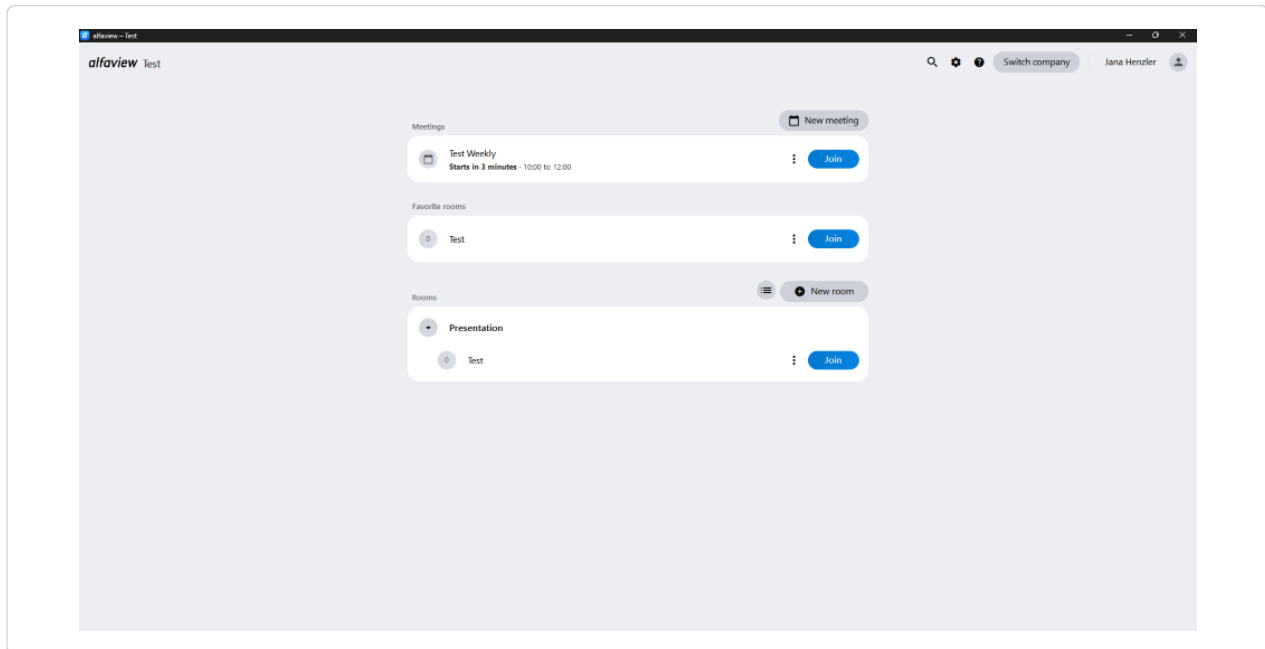 alfaview – Test
alfaview Test
Switch company
Jana Henzler
Meetings
New meeting
Test Weekly
Starts in 3 minutes · 10:00 to 12:00
Join
Favorite rooms
0
Test
Join
Rooms
New room
Presentation
0
Test
Join